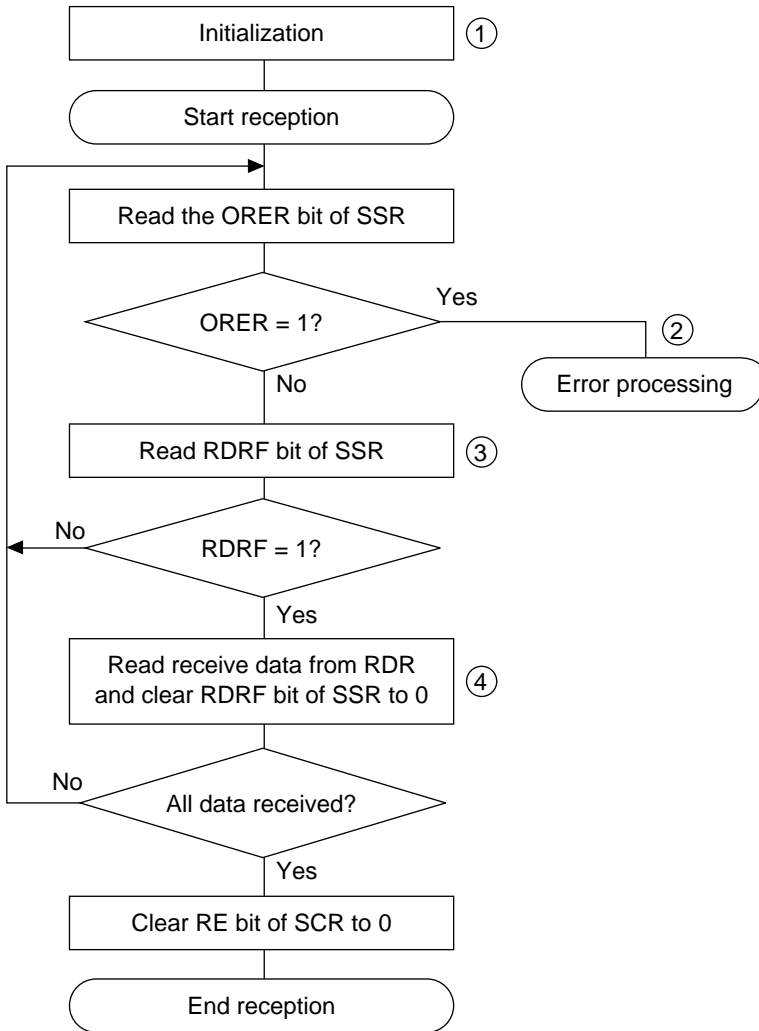 Initialization
①
Start reception
Read the ORER bit of SSR
ORER = 1?
Yes
②
Error processing
No
Read RDRF bit of SSR
③
No
RDRF = 1?
Yes
Read receive data from RDR
and clear RDRF bit of SSR to 0
④
No
All data received?
Yes
Clear RE bit of SCR to 0
End reception